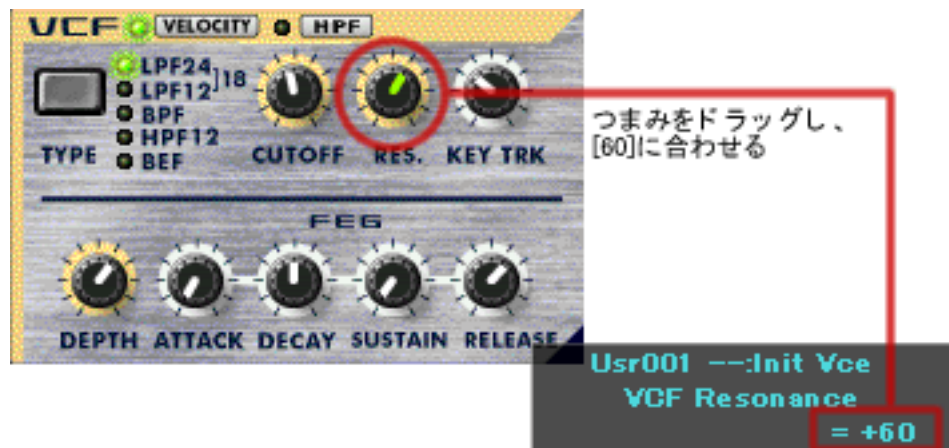 VCF VELOCITY HPF
LPF24
LPF12 ]18
BPF
HPF12
BEF
TYPE CUTOFF RES. KEY TRK
つまみをドラッグし、
[60]に合わせる
FEG
DEPTH ATTACK DECAY SUSTAIN RELEASE
Usr001 --:Init Vce
VCF Resonance
= +60